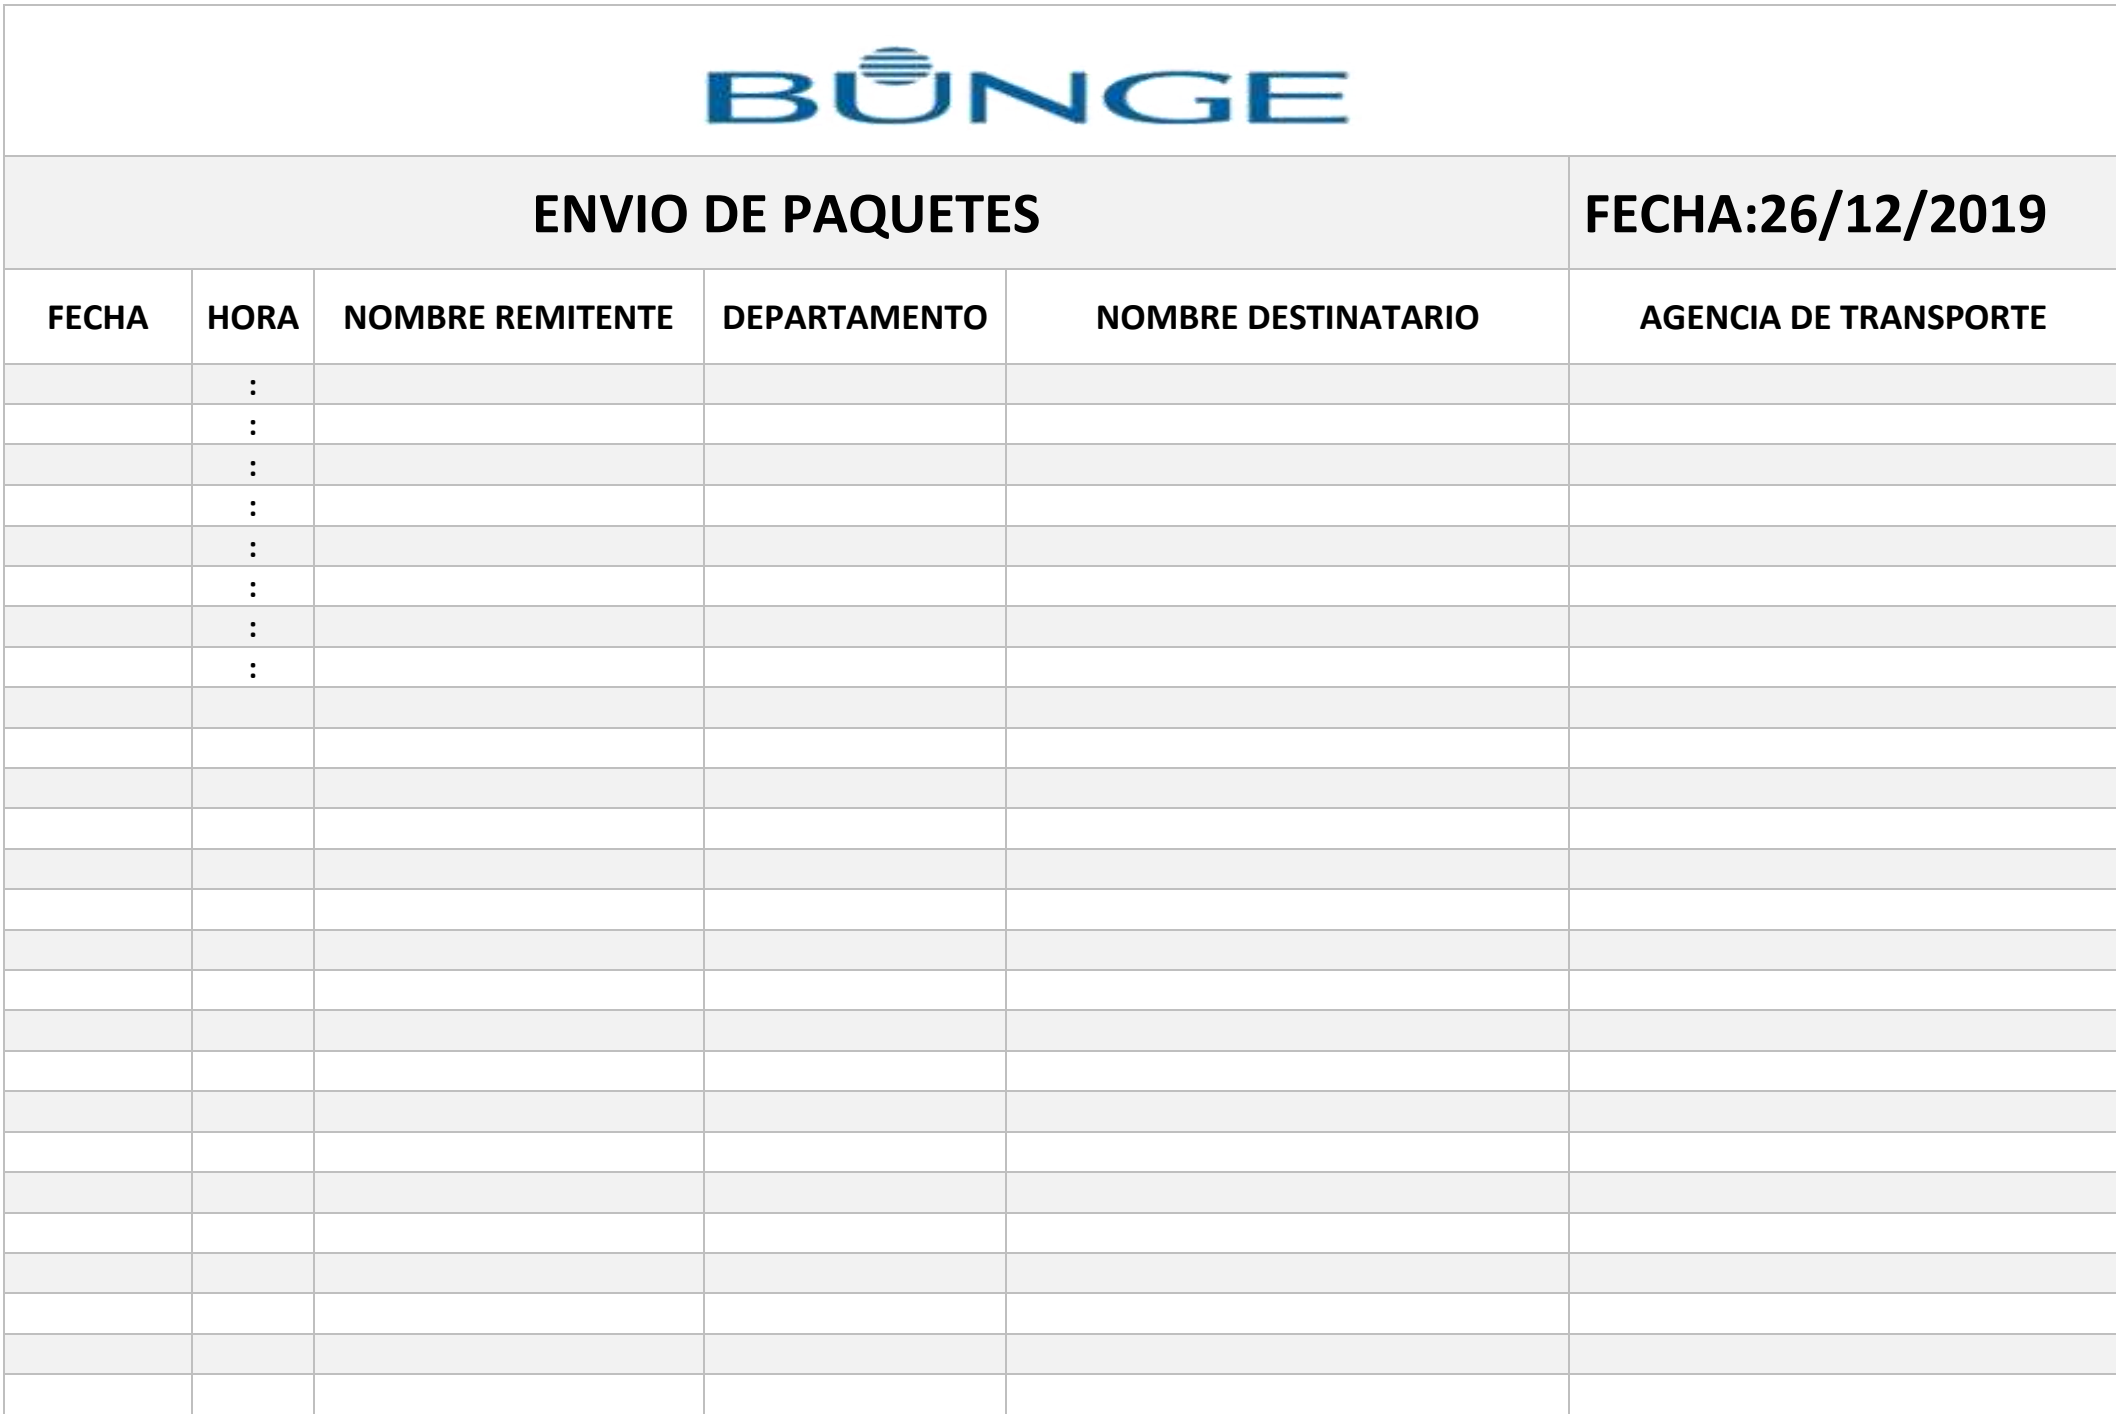 BUNGE
ENVIO DE PAQUETES FECHA:26/12/2019
FECHA HORA NOMBRE REMITENTE DEPARTAMENTO NOMBRE DESTINATARIO AGENCIA DE TRANSPORTE
:
:
:
:
:
:
:
: